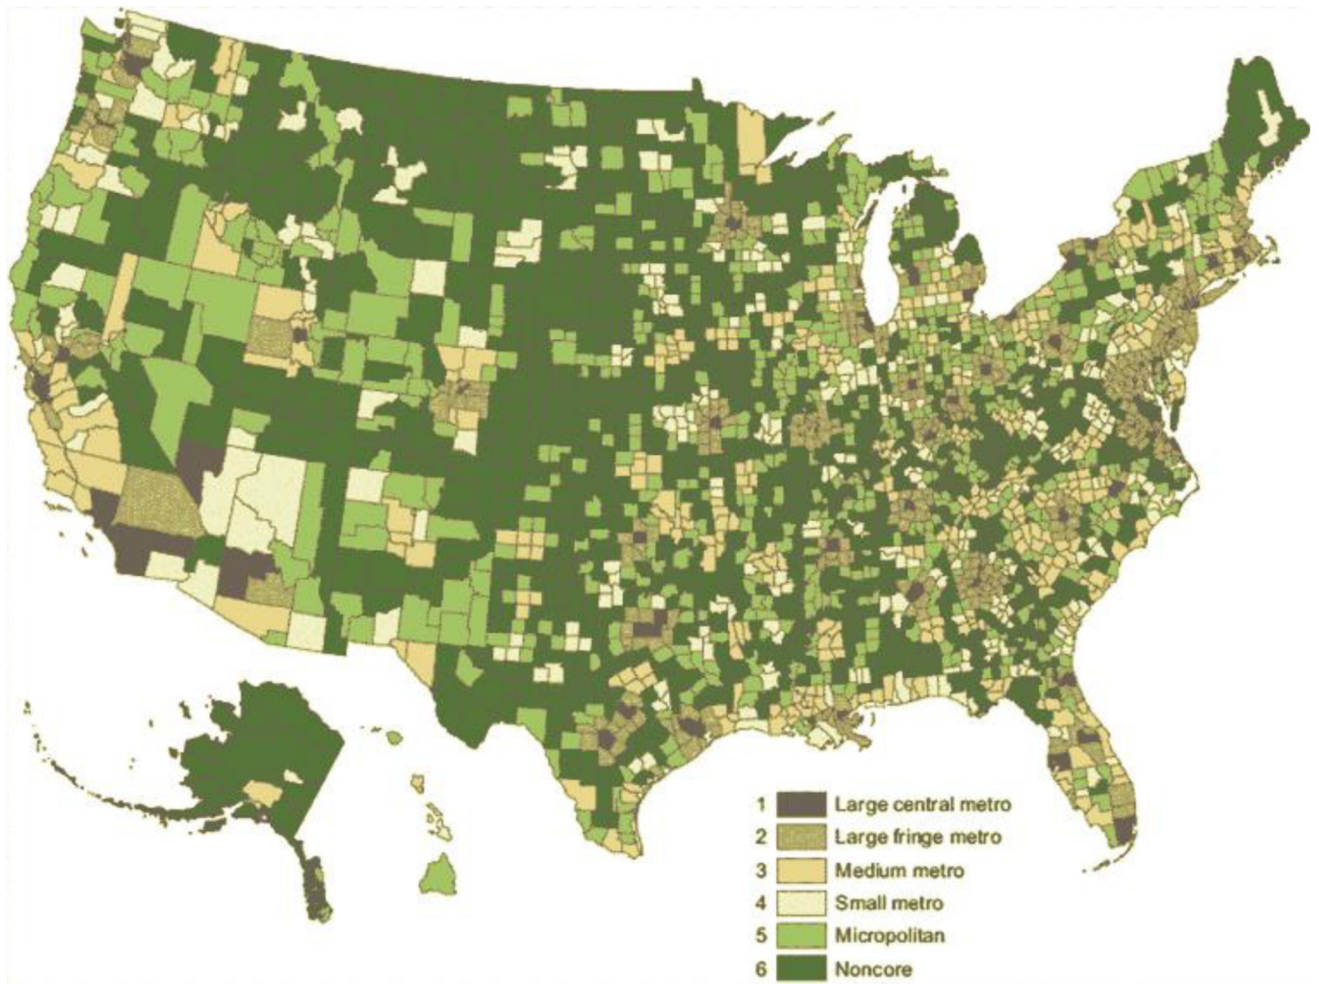 1 Large central metro
2 Large fringe metro
3 Medium metro
4 Small metro
5 Micropolitan
6 Noncore